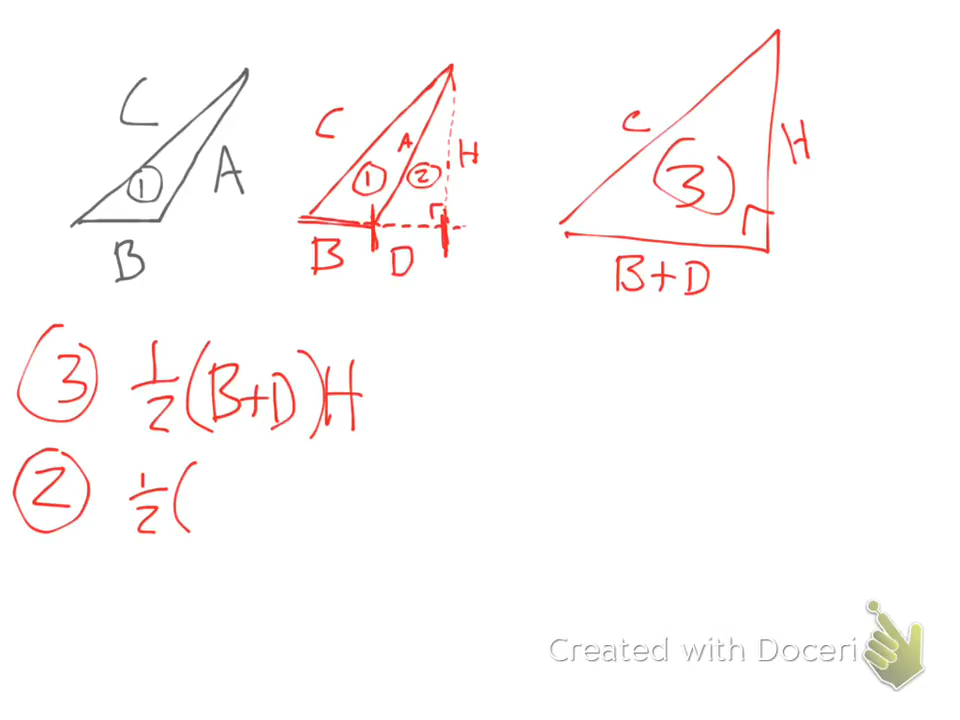 C
1
A
B
C
A
1
2
H
B
D
C
3
H
B+D
3 1/2 (B+D)H
2 1/2 (
Created with Doceri